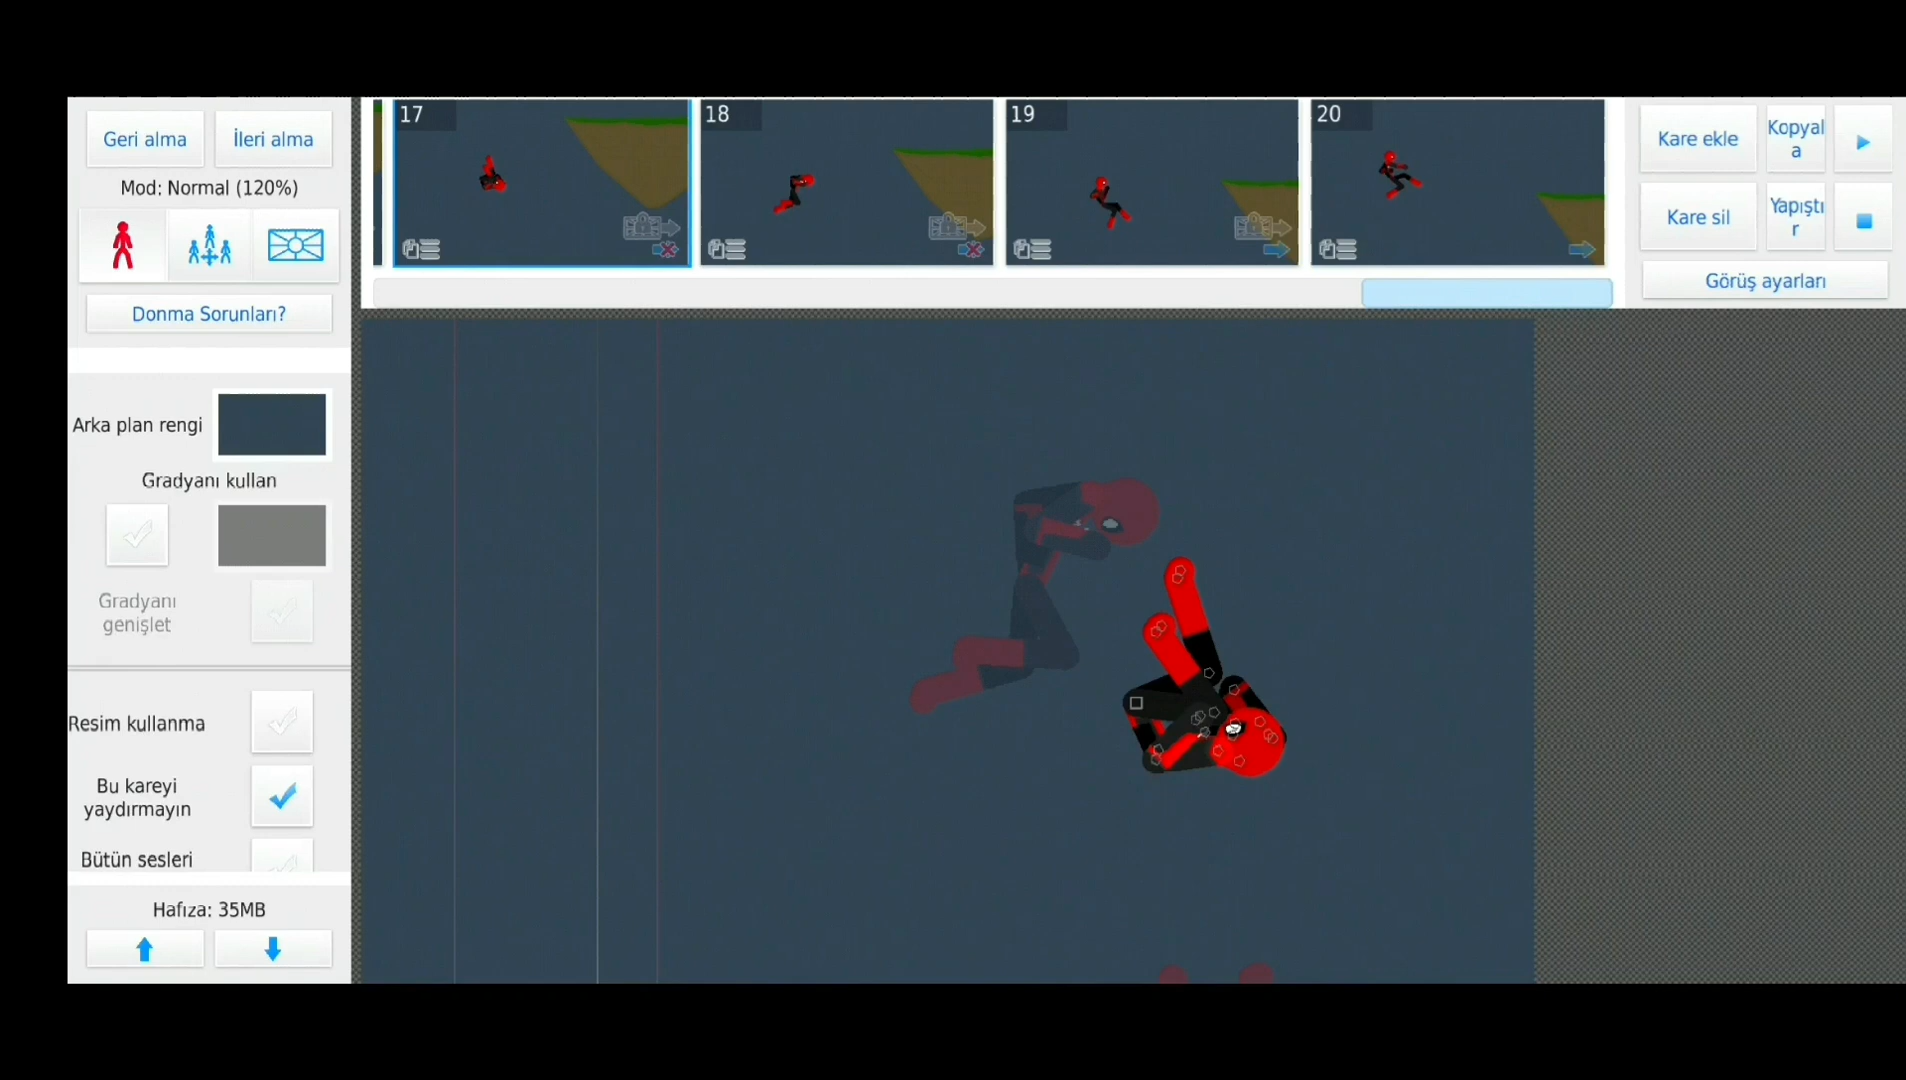 Geri alma
İleri alma
Mod: Normal (120%)
Donma Sorunları?
Arka plan rengi
Gradyanı kullan
Gradyanı
genişlet
Resim kullanma
Bu kareyi
yaydırmayın
Bütün sesleri
Hafıza: 35MB
17
18
19
20
Kare ekle
Kopyal
a
Kare sil
Yapıştı
r
Görüş ayarları